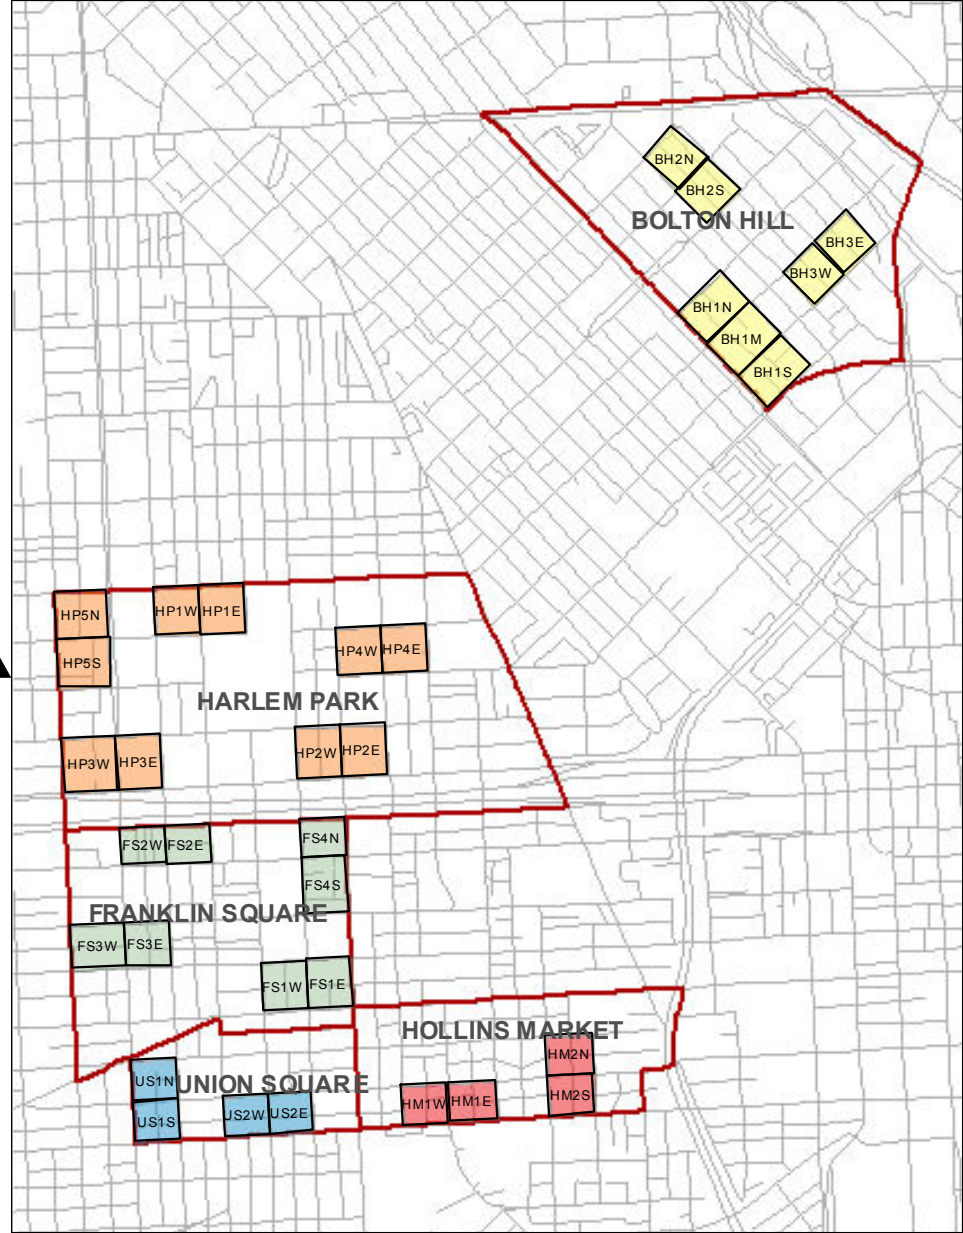 BH2N
BH2S
BOLTON HILL
BH3E
BH3W
BH1N
BH1M
BH1S
HP5N
HP1W HP1E
HP5S
HP4W HP4E
HARLEM PARK
HP3W HP3E
HP2W HP2E
FS2W FS2E
FS4N
FS4S
FRANKLIN SQUARE
FS3W FS3E
FS1W FS1E
HOLLINS MARKET
HM2N
HM2S
HM1W HM1E
US1N
UNION SQUARE
US1S
US2W US2E